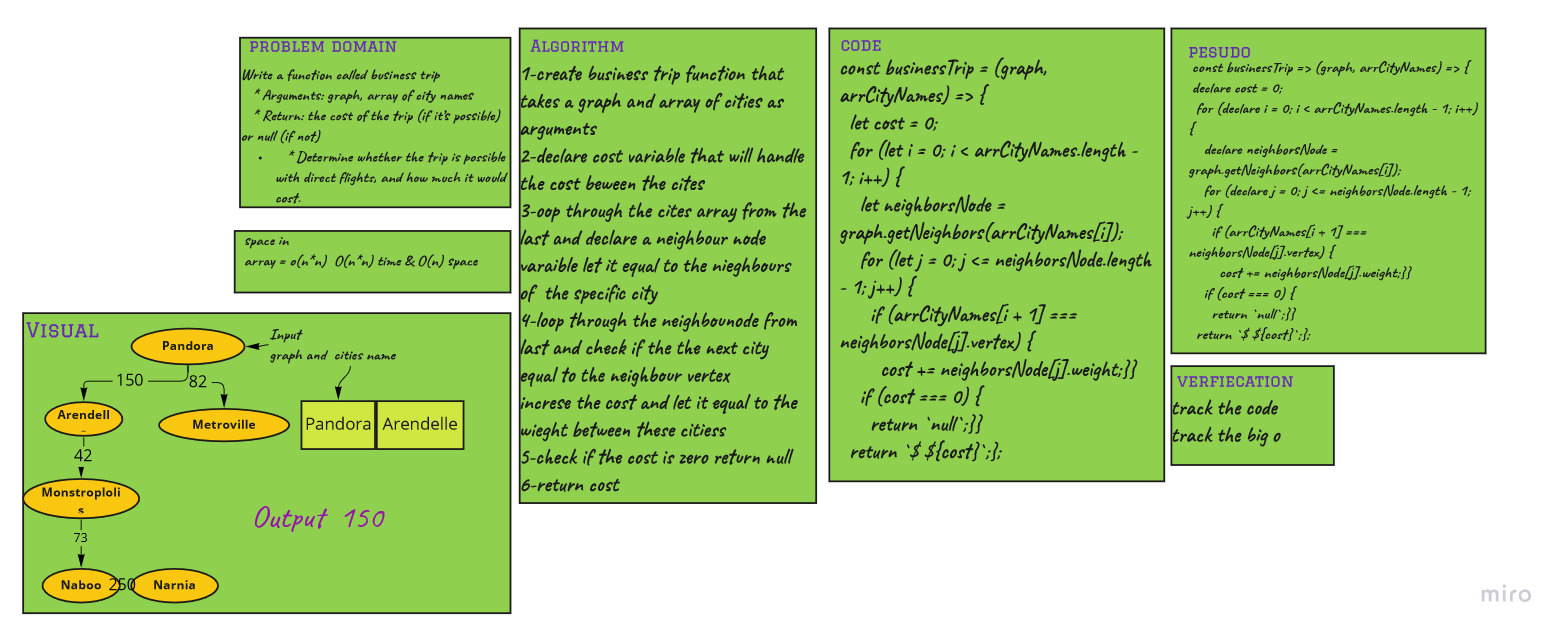 PROBLEM DOMAIN
Write a function called business trip
* Arguments: graph, array of city names
* Return: the cost of the trip (if it's possible)
or null (if not)
• * Determine whether the trip is possible
with direct flights, and how much it would
cost.
space in
array = o(n*n) O(n*n) time & O(n) space
VISUAL
Pandora
Input
graph and cities name
150
82
Arendell
Metroville
Pandora
Arendelle
42
Monstroploli
s
Output 150
73
Naboo
250
Narnia
ALGORITHM
1-create business trip function that
takes a graph and array of cities as
arguments
2-declare cost variable that will handle
the cost beween the cites
3-oop through the cites array from the
last and declare a neighbour node
varaible let it equal to the nieghbours
of the specific city
4-loop through the neighbounode from
last and check if the the next city
equal to the neighbour vertex
increse the cost and let it equal to the
wieght between these citiess
5-check if the cost is zero return null
6-return cost
CODE
const businessTrip = (graph,
arrCityNames) => {
let cost = 0;
for (let i = 0; i < arrCityNames.length -
1; i++) {
let neighborsNode =
graph.getNeighbors(arrCityNames[i]);
for (let j = 0; j <= neighborsNode.length
- 1; j++) {
if (arrCityNames[i + 1] ===
neighborsNode[j].vertex) {
cost += neighborsNode[j].weight;}}
if (cost === 0) {
return `null`;}}
return `$ ${cost}`;};
PESUDO
const businessTrip => (graph, arrCityNames) => {
declare cost = 0;
for (declare i = 0; i < arrCityNames.length - 1; i++)
{
declare neighborsNode =
graph.getNeighbors(arrCityNames[i]);
for (declare j = 0; j <= neighborsNode.length - 1;
j++) {
if (arrCityNames[i + 1] ===
neighborsNode[j].vertex) {
cost += neighborsNode[j].weight;}}
if (cost === 0) {
return `null`;}}
return `$ ${cost}`;};
VERFIECATION
track the code
track the big o
miro